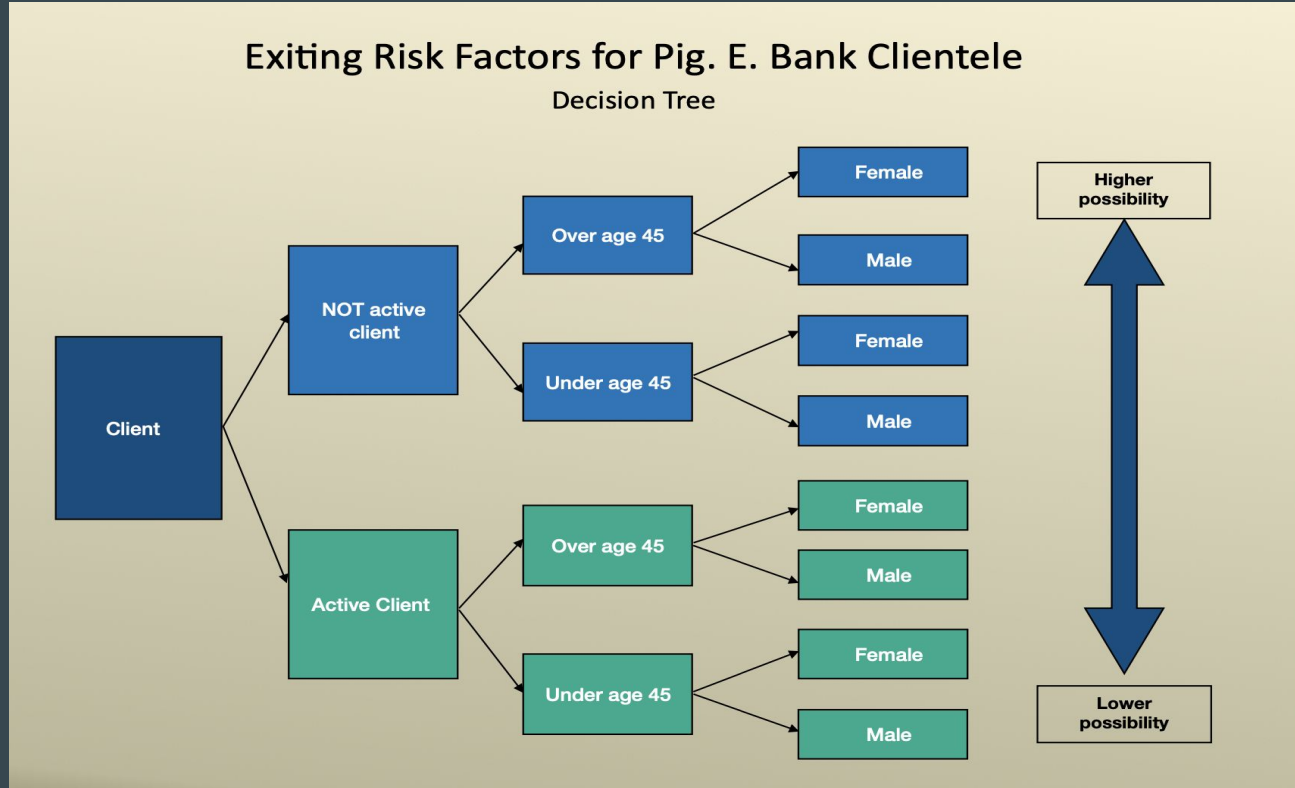 Exiting Risk Factors for Pig. E. Bank Clientele
Decision Tree
Client
NOT active
client
Active Client
Over age 45
Under age 45
Over age 45
Under age 45
Female
Male
Female
Male
Female
Male
Female
Male
Higher
possibility
Lower
possibility